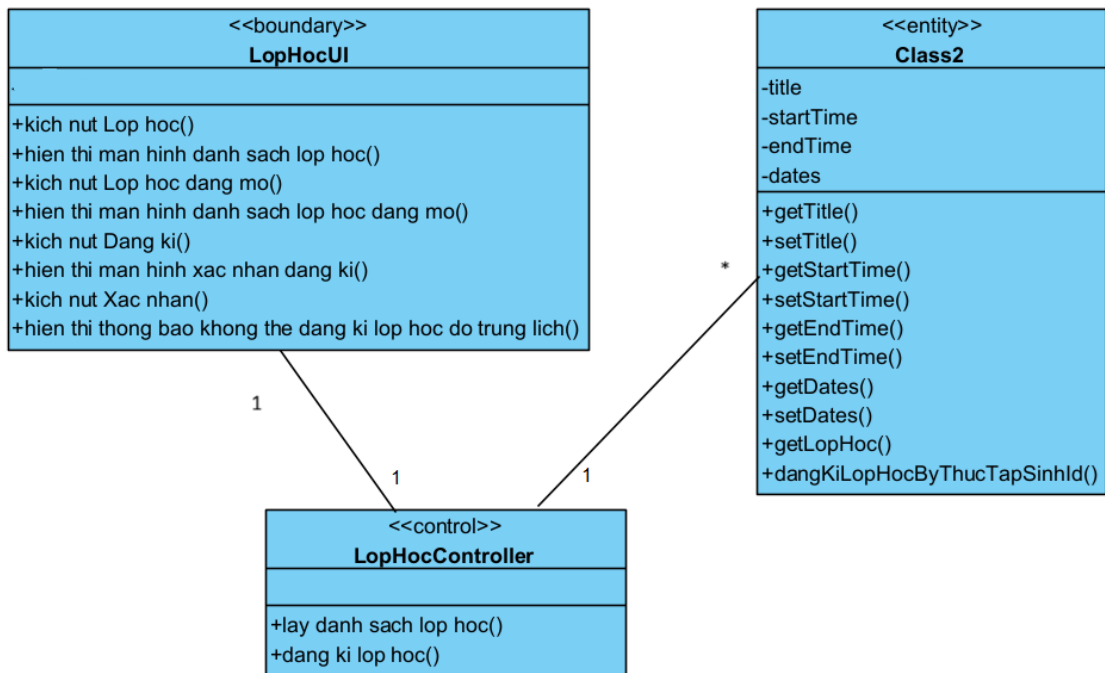 <<boundary>>
LopHocUI
.
+kich nut Lop hoc()
+hien thi man hinh danh sach lop hoc()
+kich nut Lop hoc dang mo()
+hien thi man hinh danh sach lop hoc dang mo()
+kich nut Dang ki()
+hien thi man hinh xac nhan dang ki()
+kich nut Xac nhan()
+hien thi thong bao khong the dang ki lop hoc do trung lich()
<<entity>>
Class2
-title
-startTime
-endTime
-dates
+getTitle()
+setTitle()
+getStartTime()
+setStartTime()
+getEndTime()
+setEndTime()
+getDates()
+setDates()
+getLopHoc()
+dangKiLopHocByThucTapSinhId()
*
1
1
1
<<control>>
LopHocController
+lay danh sach lop hoc()
+dang ki lop hoc()